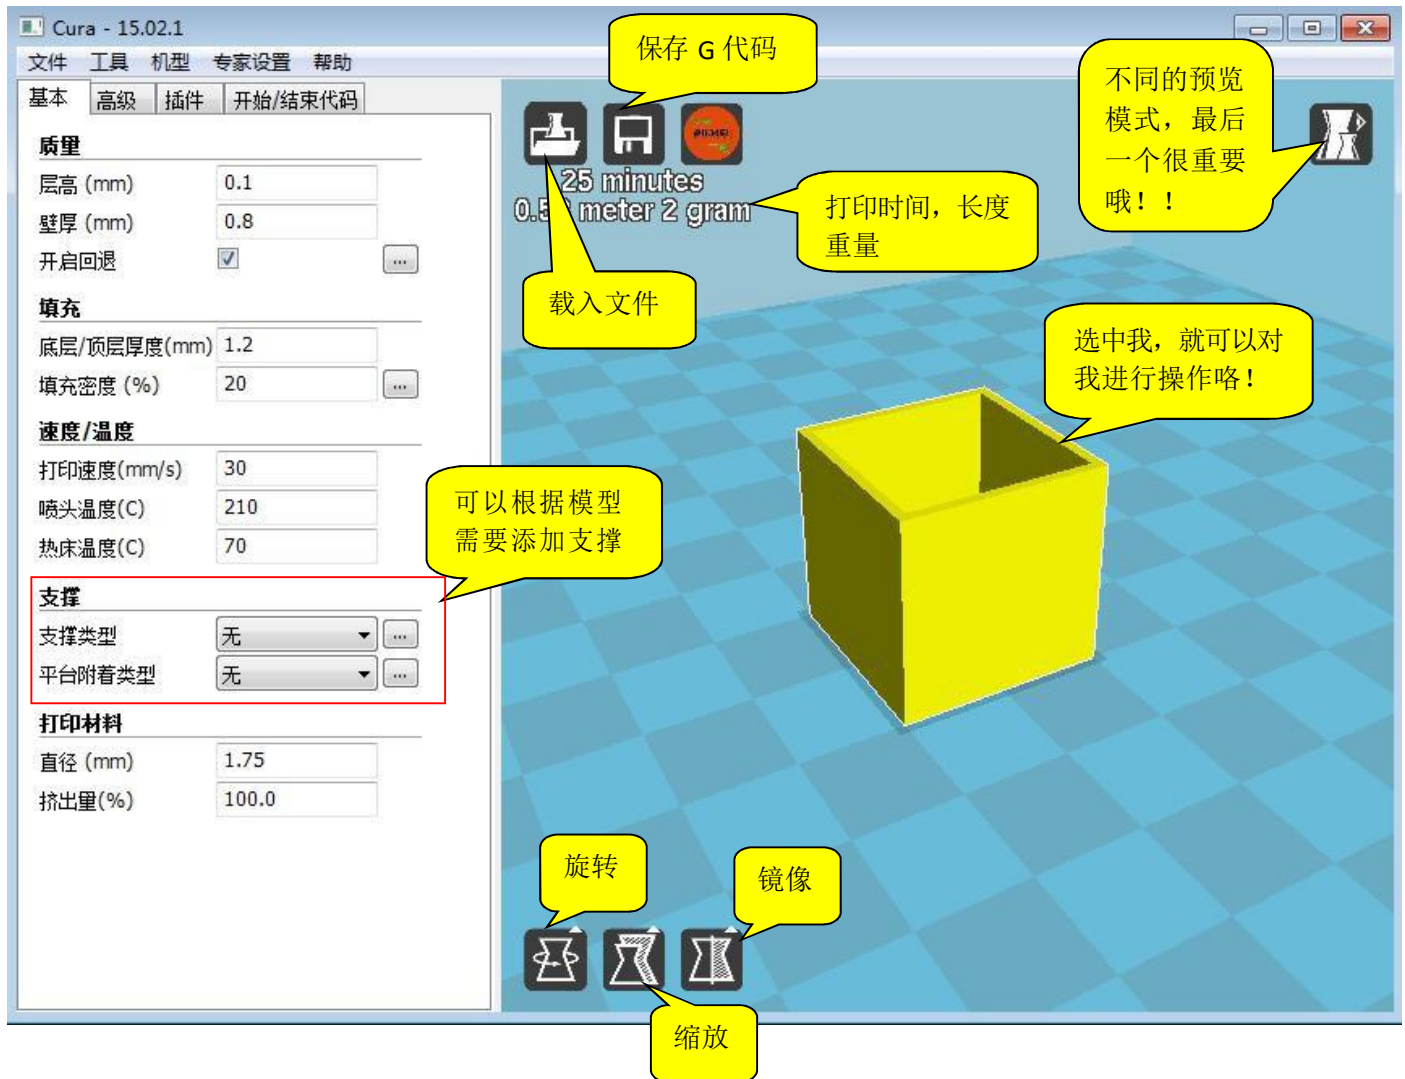 Cura - 15.02.1
文件 工具 机型 专家设置 帮助
基本 高级 插件 开始/结束代码
质量
层高 (mm) 0.1
壁厚 (mm) 0.8
开启回退 ...
填充
底层/顶层厚度(mm) 1.2
填充密度 (%) 20 ...
速度/温度
打印速度(mm/s) 30
喷头温度(C) 210
热床温度(C) 70
支撑
支撑类型 无 ...
平台附着类型 无 ...
打印材料
直径 (mm) 1.75
挤出量(%) 100.0
保存 G 代码
25 minutes
meter 2 gram
打印时间，长度
重量
载入文件
不同的预览
模式，最后
一个很重要
哦！！
选中我，就可以对
我进行操作咯！
可以根据模型
需要添加支撑
旋转
镜像
缩放